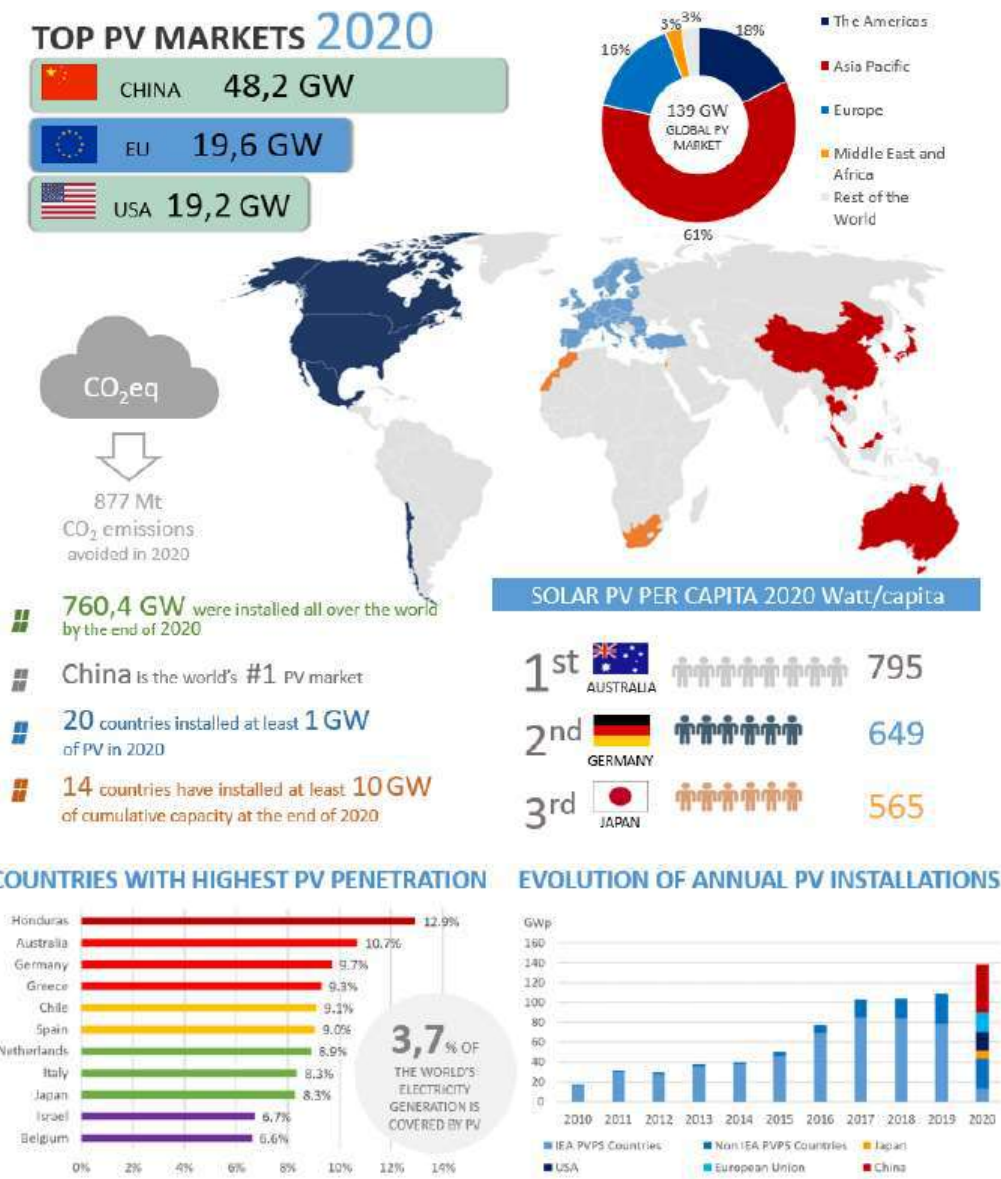 TOP PV MARKETS 2020
CHINA 48,2 GW
EU 19,6 GW
USA 19,2 GW
3%
3%
18%
16%
61%
139 GW
GLOBAL PV
MARKET
The Americas
Asia Pacific
Europe
Middle East and
Africa
Rest of the
World
CO₂eq
877 Mt
CO₂ emissions
avoided in 2020
760,4 GW were installed all over the world
by the end of 2020
China is the world's #1 PV market
20 countries installed at least 1 GW
of PV in 2020
14 countries have installed at least 10 GW
of cumulative capacity at the end of 2020
SOLAR PV PER CAPITA 2020 Watt/capita
1st AUSTRALIA 795
2nd GERMANY 649
3rd JAPAN 565
COUNTRIES WITH HIGHEST PV PENETRATION
Honduras 12.9%
Australia 10.7%
Germany 9.7%
Greece 9.3%
Chile 9.1%
Spain 9.0%
Netherlands 8.9%
Italy 8.3%
Japan 8.3%
Israel 6.7%
Belgium 6.6%
0% 2% 4% 6% 8% 10% 12% 14%
3,7 % OF
THE WORLD'S
ELECTRICITY
GENERATION IS
COVERED BY PV
EVOLUTION OF ANNUAL PV INSTALLATIONS
GWp
160
140
120
100
80
60
40
20
0
2010 2011 2012 2013 2014 2015 2016 2017 2018 2019 2020
IEA PVPS Countries Non IEA PVPS Countries Japan
USA European Union China